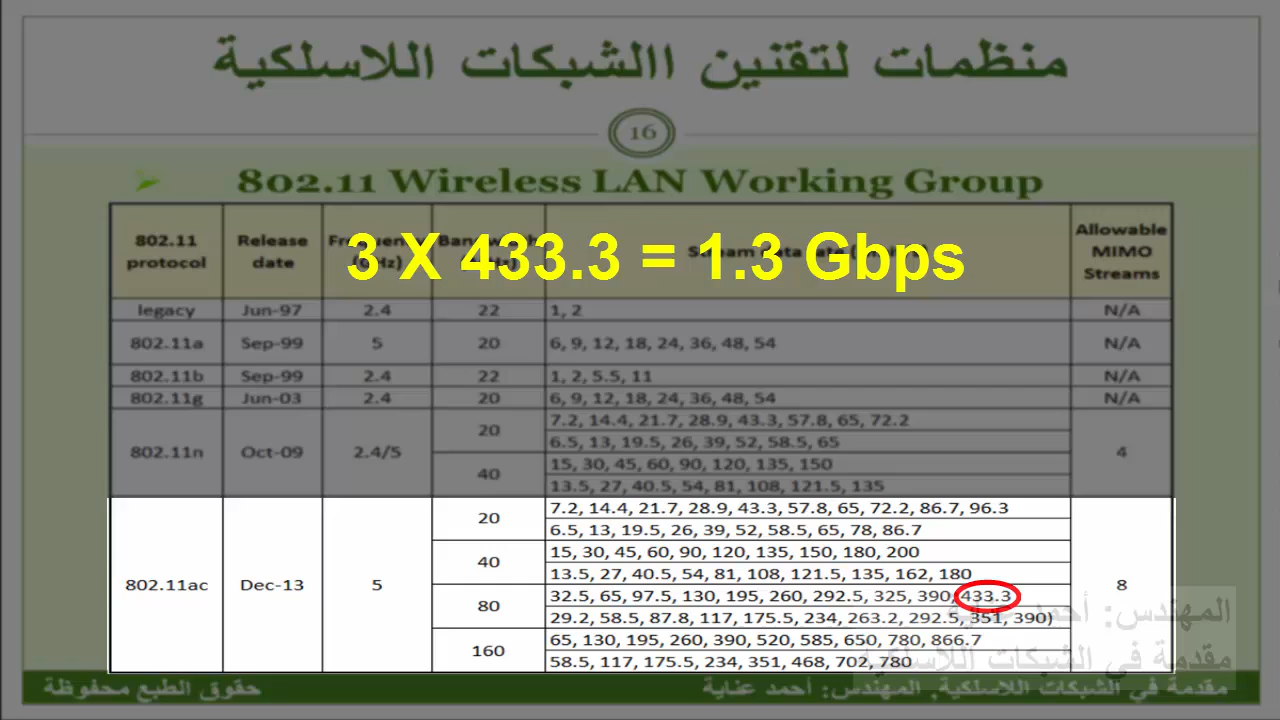 منظمات لتقنين االشبكات اللاسلكية
16
802.11 Wireless LAN Working Group
3 X 433.3 = 1.3 Gbps
802.11 protocol Release date Allowable MIMO Streams
legacy Jun-97 2.4 22 1, 2 N/A
802.11a Sep-99 5 20 6, 9, 12, 18, 24, 36, 48, 54 N/A
802.11b Sep-99 2.4 22 1, 2, 5.5, 11 N/A
802.11g Jun-03 2.4 20 6, 9, 12, 18, 24, 36, 48, 54 N/A
802.11n Oct-09 2.4/5 20 7.2, 14.4, 21.7, 28.9, 43.3, 57.8, 65, 72.2 4
6.5, 13, 19.5, 26, 39, 52, 58.5, 65
40 15, 30, 45, 60, 90, 120, 135, 150
13.5, 27, 40.5, 54, 81, 108, 121.5, 135
802.11ac Dec-13 5 20 7.2, 14.4, 21.7, 28.9, 43.3, 57.8, 65, 72.2, 86.7, 96.3 8
6.5, 13, 19.5, 26, 39, 52, 58.5, 65, 78, 86.7
40 15, 30, 45, 60, 90, 120, 135, 150, 180, 200
13.5, 27, 40.5, 54, 81, 108, 121.5, 135, 162, 180
80 32.5, 65, 97.5, 130, 195, 260, 292.5, 325, 390, 433.3
29.2, 58.5, 87.8, 117, 175.5, 234, 263.2, 292.5, 351, 390)
160 65, 130, 195, 260, 390, 520, 585, 650, 780, 866.7
58.5, 117, 175.5, 234, 351, 468, 702, 780
المهندس: أحمد عناية
مقدمة في الشبكات اللاسلكية
مقدمة في الشبكات اللاسلكية, المهندس: أحمد عناية
حقوق الطبع محفوظة